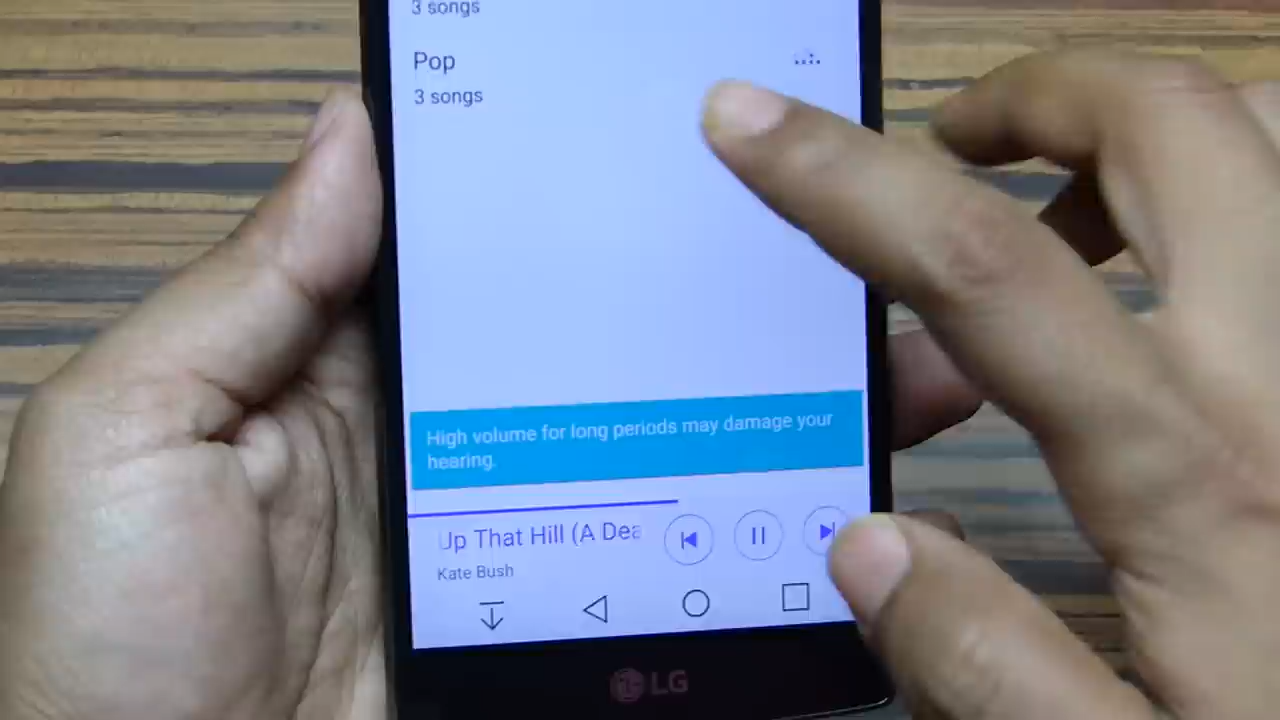 3 songs
Pop
3 songs
High volume for long periods may damage your
hearing.
Up That Hill (A Dea
Kate Bush
LG